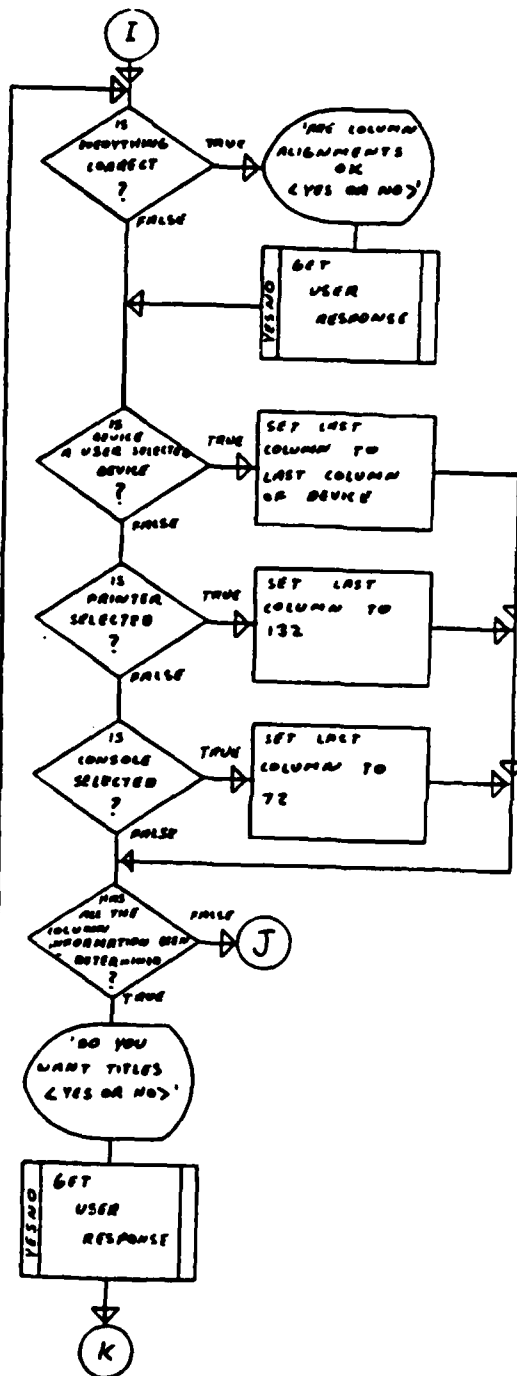 I
IS
EVERYTHING
CORRECT
?
TRUE
FALSE
'ARE COLUMN
ALIGNMENTS
OK
<YES OR NO>'
YESNO
GET
USER
RESPONSE
IS
DEVICE
A USER SELECTED
DEVICE
?
TRUE
FALSE
SET LAST
COLUMN TO
LAST COLUMN
OF DEVICE
IS
PRINTER
SELECTED
?
TRUE
FALSE
SET LAST
COLUMN TO
132
IS
CONSOLE
SELECTED
?
TRUE
FALSE
SET LAST
COLUMN TO
72
HAS
ALL THE
COLUMN
INFORMATION BEEN
DETERMINED
?
FALSE
TRUE
J
'DO YOU
WANT TITLES
<YES OR NO>'
YESNO
GET
USER
RESPONSE
K